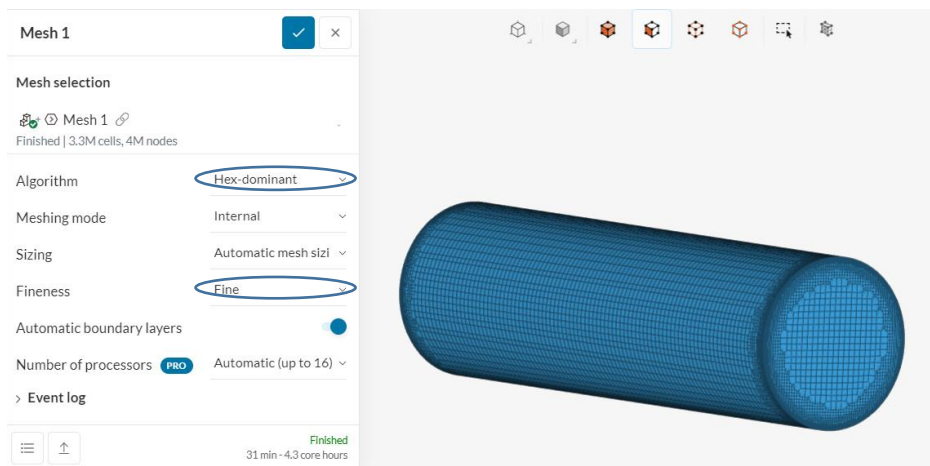 Mesh 1
Mesh selection
Mesh 1
Finished | 3.3M cells, 4M nodes
Algorithm Hex-dominant
Meshing mode Internal
Sizing Automatic mesh sizi
Fineness Fine
Automatic boundary layers
Number of processors PRO Automatic (up to 16)
Event log
Finished
31 min - 4.3 core hours